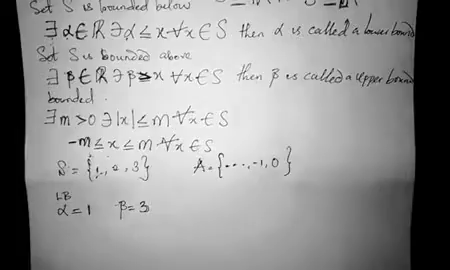 Set S is bounded below
∃ α ∈ ℝ ∋ α ≤ x ∀x ∈ S then α is called a lower bound
Set S is bounded above
∃ β ∈ ℝ ∋ β ≥ x ∀x ∈ S then β is called a upper bound
bounded.
∃ m > 0 ∋ |x| ≤ m ∀x ∈ S
-m ≤ x ≤ m ∀x ∈ S
S = {1, 2, 3} A = {..., -1, 0}
LB
α = 1 β = 3